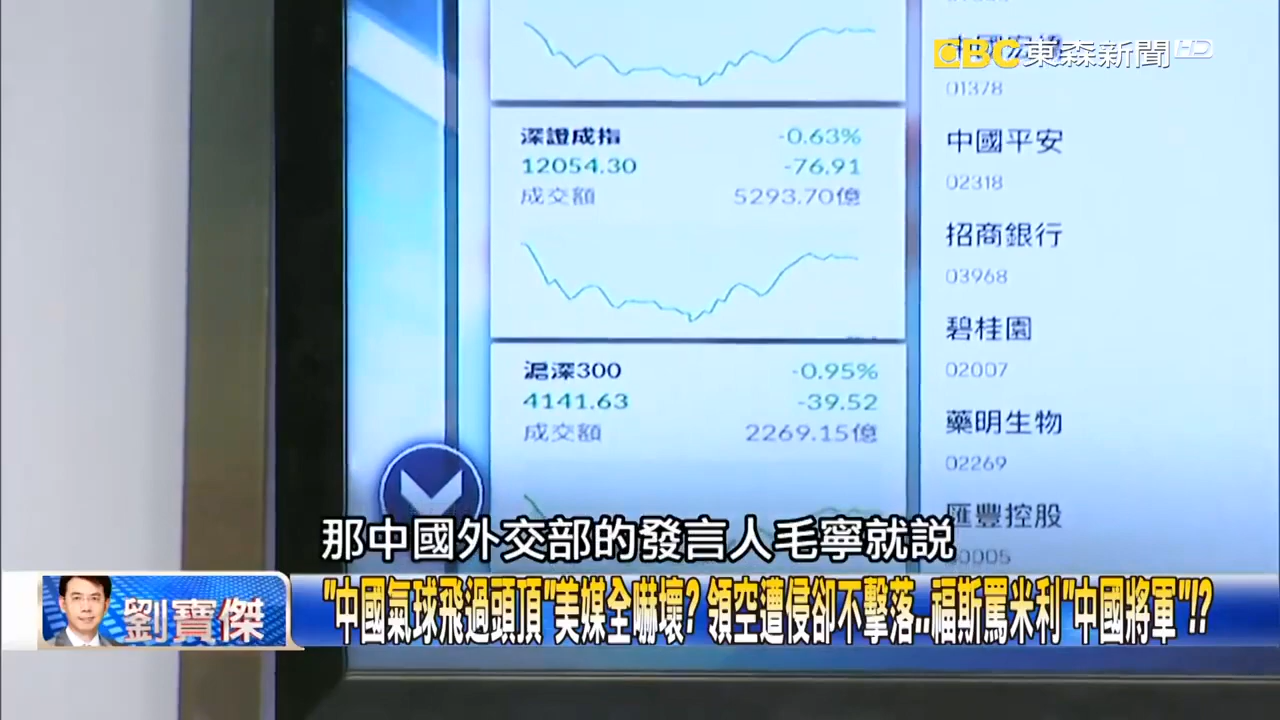 EBC東森新聞HD
01378
深證成指 -0.63%
12054.30 -76.91
成交額 5293.70億
滬深300 -0.95%
4141.63 -39.52
成交額 2269.15億
中國平安
02318
招商銀行
03968
碧桂園
02007
藥明生物
02269
匯豐控股
00005
那中國外交部的發言人毛寧就説
劉寶傑
"中國氣球飛過頭頂"美媒全嚇壞？領空遭侵卻不擊落..福斯罵米利"中國將軍"!?